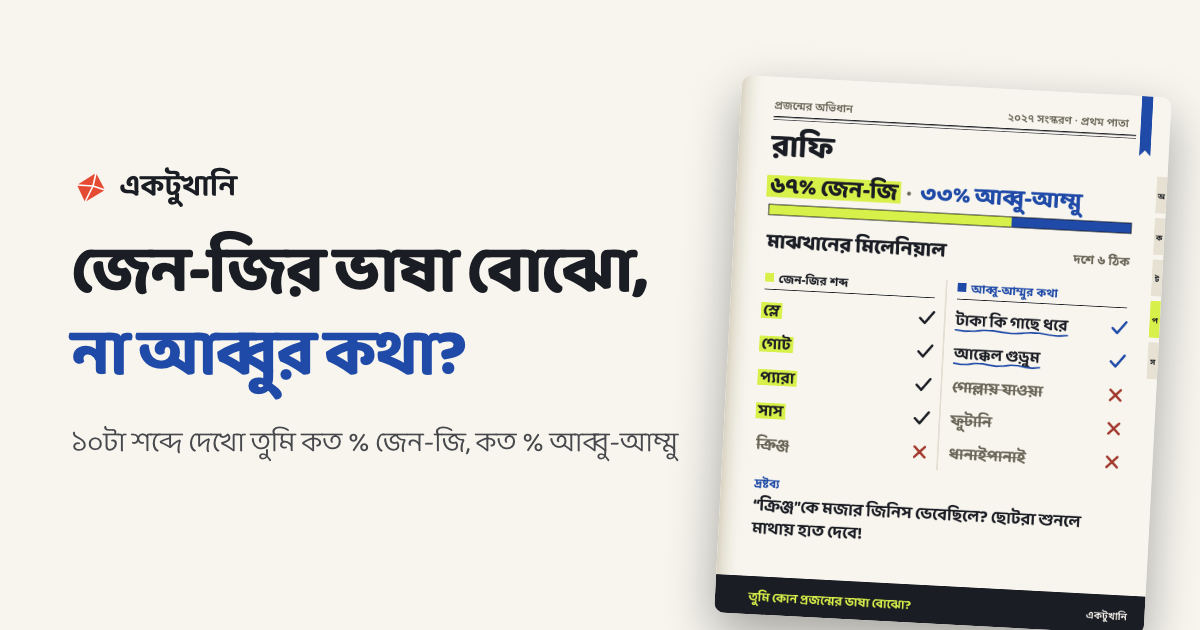 একটুখানি
জেন-জির ভাষা বোঝো,
না আব্বুর কথা?
১০টা শব্দে দেখো তুমি কত % জেন-জি, কত % আব্বু-আম্মু
প্রজন্মের অভিধান
২০২৭ সংস্করণ · প্রথম পাতা
রাফি
৬৭% জেন-জি · ৩৩% আব্বু-আম্মু
মাঝখানের মিলেনিয়াল
দশে ৬ ঠিক
জেন-জির শব্দ
স্লে
গোট
প্যারা
সাস
ক্রিঞ্জ
আব্বু-আম্মুর কথা
টাকা কি গাছে ধরে
আক্কেল গুড়ুম
গোল্লায় যাওয়া
ফুটানি
ধানাইপানাই
দ্রষ্টব্য
“ক্রিঞ্জ”কে মজার জিনিস ভেবেছিলে? ছোটরা শুনলে
মাথায় হাত দেবে!
তুমি কোন প্রজন্মের ভাষা বোঝো?
একটুখানি
অ
ক
ট
প
স